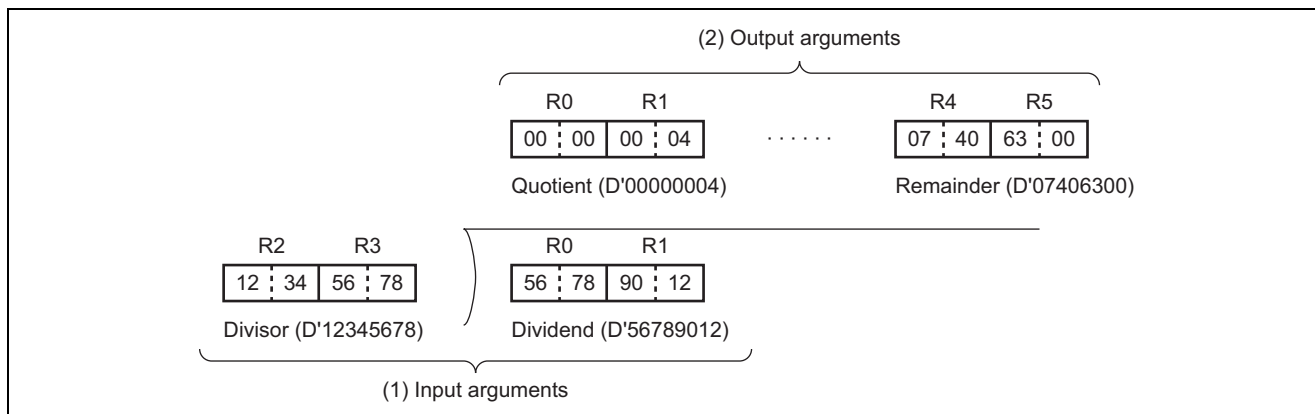 (2) Output arguments
R0 R1 R4 R5
00 00 00 04 ······ 07 40 63 00
Quotient (D'00000004) Remainder (D'07406300)
R2 R3 R0 R1
12 34 56 78 56 78 90 12
Divisor (D'12345678) Dividend (D'56789012)
(1) Input arguments